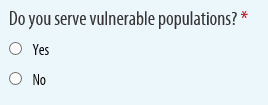 Do you serve vulnerable populations? *
Yes
No